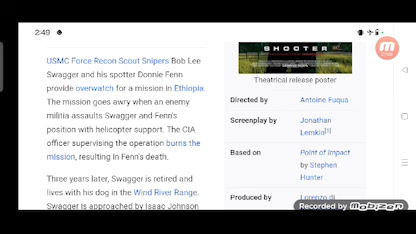 2:49
USMC Force Recon Scout Snipers Bob Lee
Swagger and his spotter Donnie Fenn
provide overwatch for a mission in Ethiopia.
The mission goes awry when an enemy
militia assaults Swagger and Fenn's
position with helicopter support. The CIA
officer supervising the operation burns the
mission, resulting in Fenn's death.
Three years later, Swagger is retired and
lives with his dog in the Wind River Range.
Swagger is approached by Isaac Johnson
SHOOTER
Theatrical release poster
Directed by Antoine Fuqua
Screenplay by Jonathan
Lemkin[1]
Based on Point of Impact
by Stephen
Hunter
Produced by Lorenzo di
Recorded by Mobizen